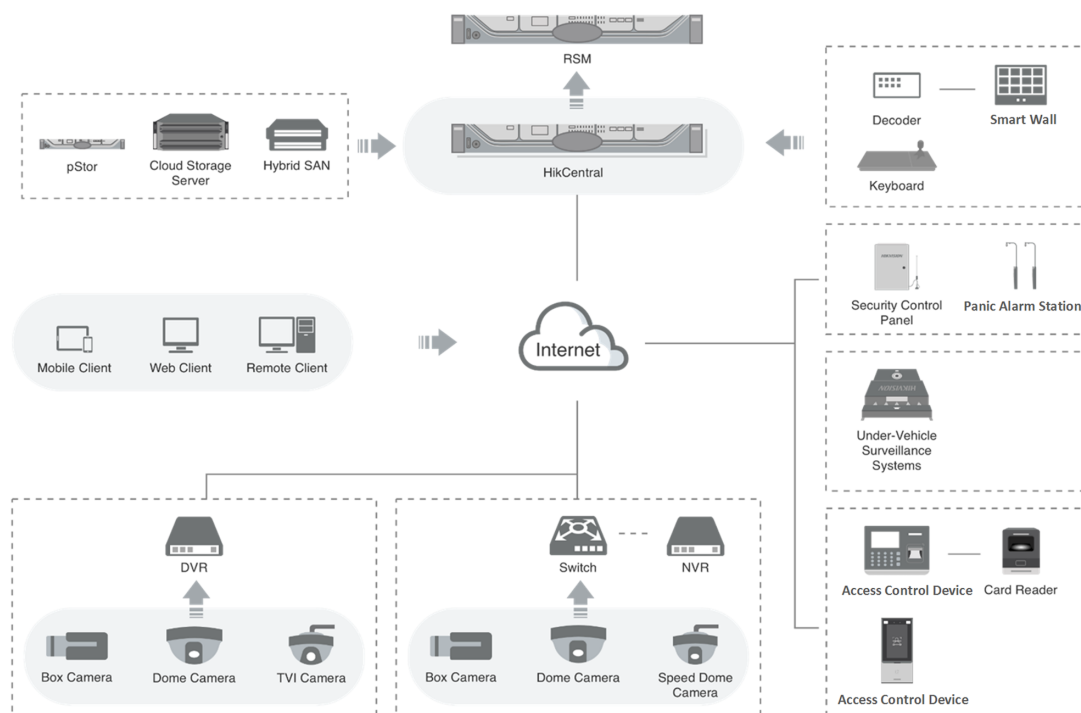 RSM
HikCentral
pStor
Cloud Storage
Server
Hybrid SAN
Decoder
Smart Wall
Keyboard
HIKVISION
Security Control
Panel
Panic Alarm Station
Mobile Client
Web Client
Remote Client
Internet
Under-Vehicle
Surveillance
Systems
DVR
Box Camera
Dome Camera
TVI Camera
Switch
NVR
Box Camera
Dome Camera
Speed Dome
Camera
Access Control Device
Card Reader
Access Control Device